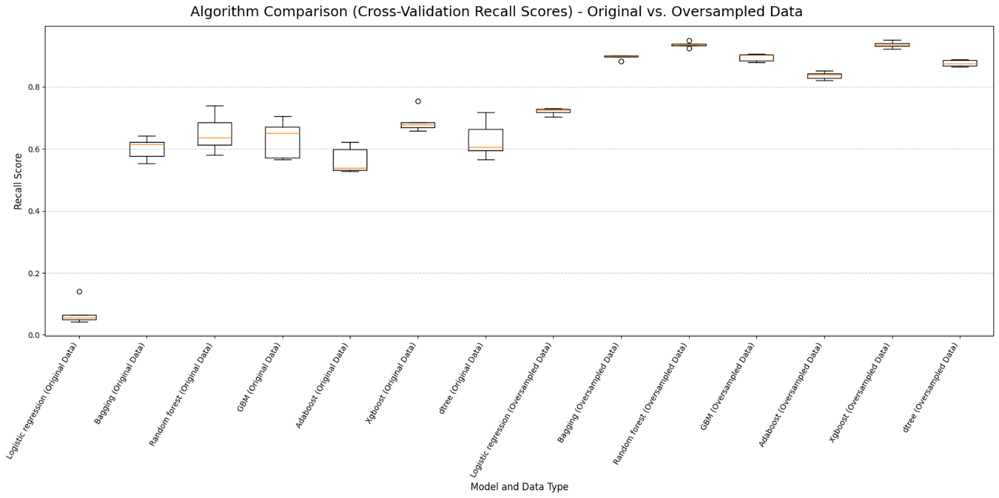 Algorithm Comparison (Cross-Validation Recall Scores) - Original vs. Oversampled Data
Recall Score
0.8
0.6
0.4
0.2
0.0
Logistic regression (Original Data)
Bagging (Original Data)
Random forest (Original Data)
GBM (Original Data)
Adaboost (Original Data)
Xgboost (Original Data)
dtree (Original Data)
Logistic regression (Oversampled Data)
Bagging (Oversampled Data)
Random forest (Oversampled Data)
GBM (Oversampled Data)
Adaboost (Oversampled Data)
Xgboost (Oversampled Data)
dtree (Oversampled Data)
Model and Data Type